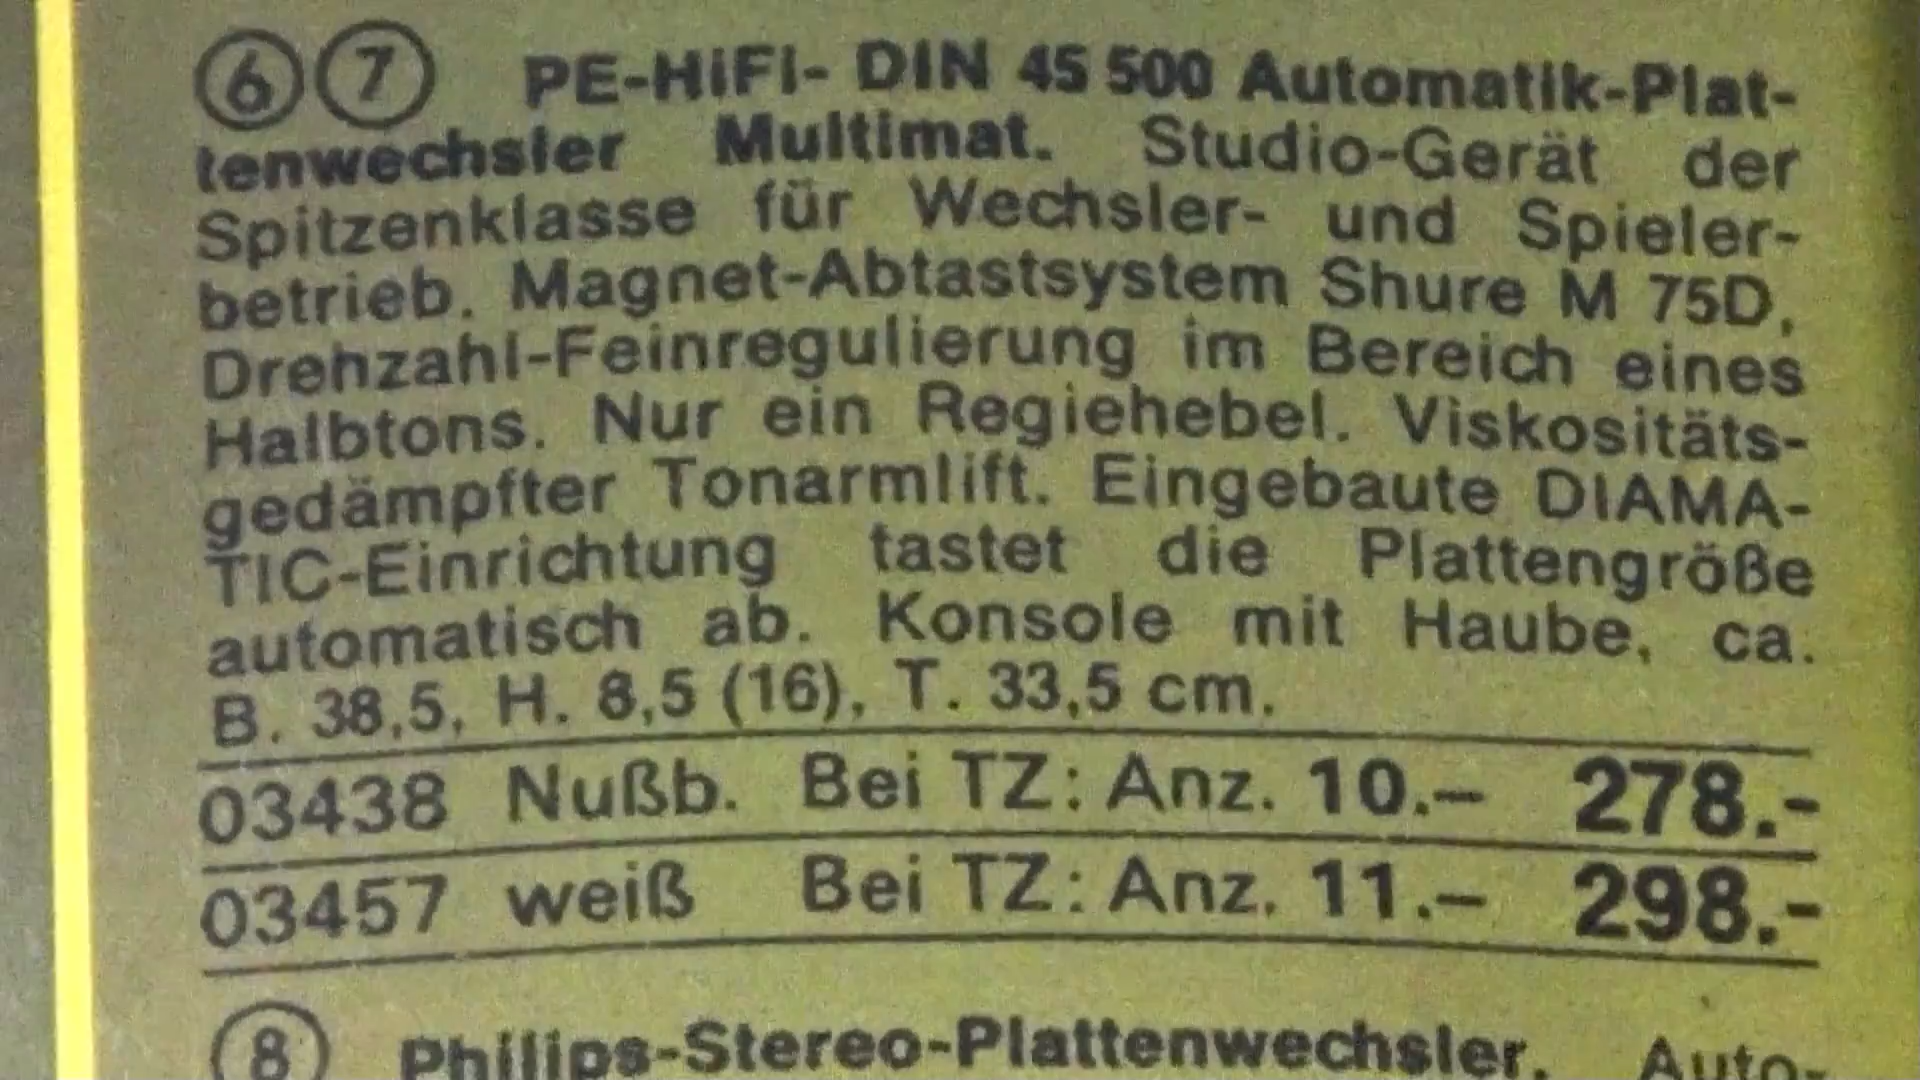 6 7 PE-HiFi- DIN 45 500 Automatik-Plat-
tenwechsler Multimat. Studio-Gerät der
Spitzenklasse für Wechsler- und Spieler-
betrieb. Magnet-Abtastsystem Shure M 75D,
Drehzahl-Feinregulierung im Bereich eines
Halbtons. Nur ein Regiehebel. Viskositäts-
gedämpfter Tonarmlift. Eingebaute DIAMA-
TIC-Einrichtung tastet die Plattengröße
automatisch ab. Konsole mit Haube, ca.
B. 38,5, H. 8,5 (16), T. 33,5 cm.
03438 Nußb. Bei TZ: Anz. 10.– 278.-
03457 weiß Bei TZ: Anz. 11.– 298.-
8 Philips-Stereo-Plattenwechsler. Auto-